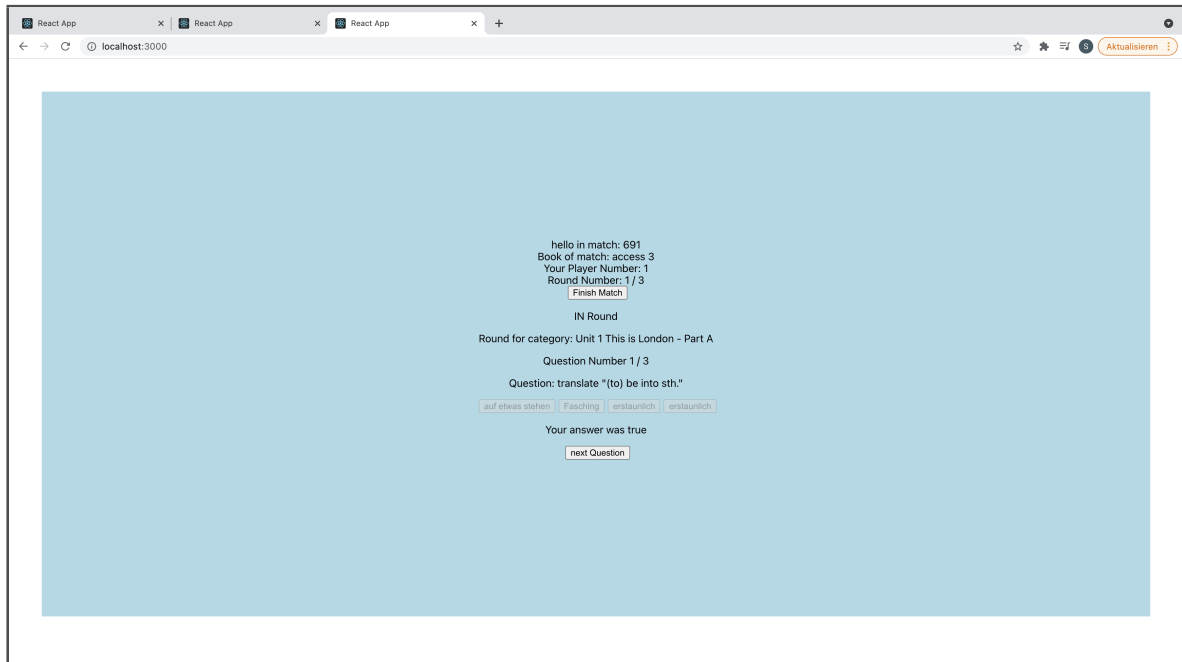 React App
React App
React App
localhost:3000
S
Aktualisieren
hello in match: 691
Book of match: access 3
Your Player Number: 1
Round Number: 1 / 3
Finish Match
IN Round
Round for category: Unit 1 This is London - Part A
Question Number 1 / 3
Question: translate "(to) be into sth."
auf etwas stehen Fasching erstaunlich erstaunlich
Your answer was true
next Question